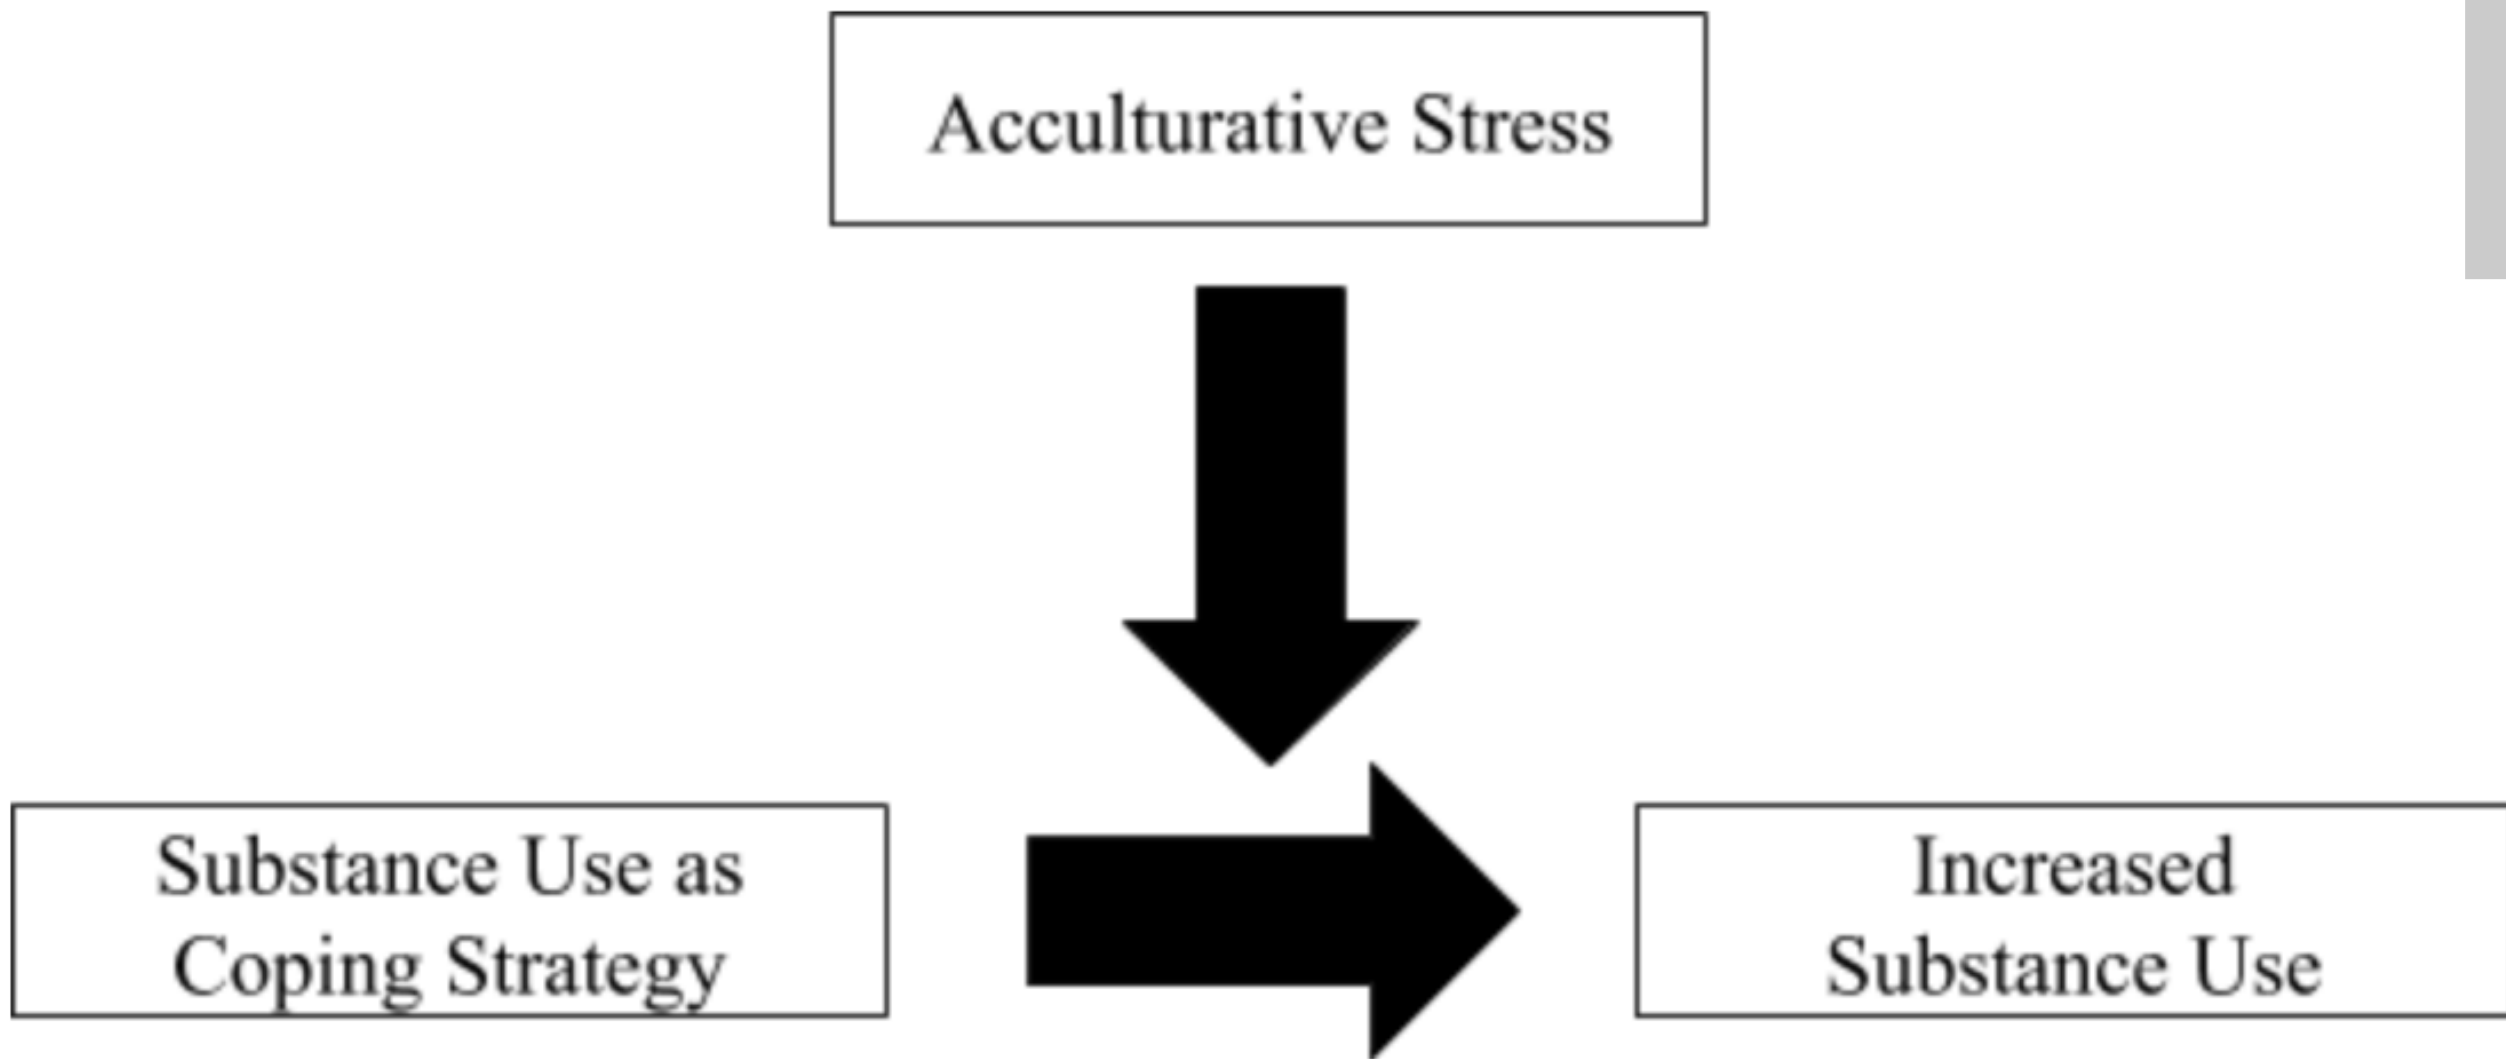 Acculturative Stress
Substance Use as
Coping Strategy
Increased
Substance Use